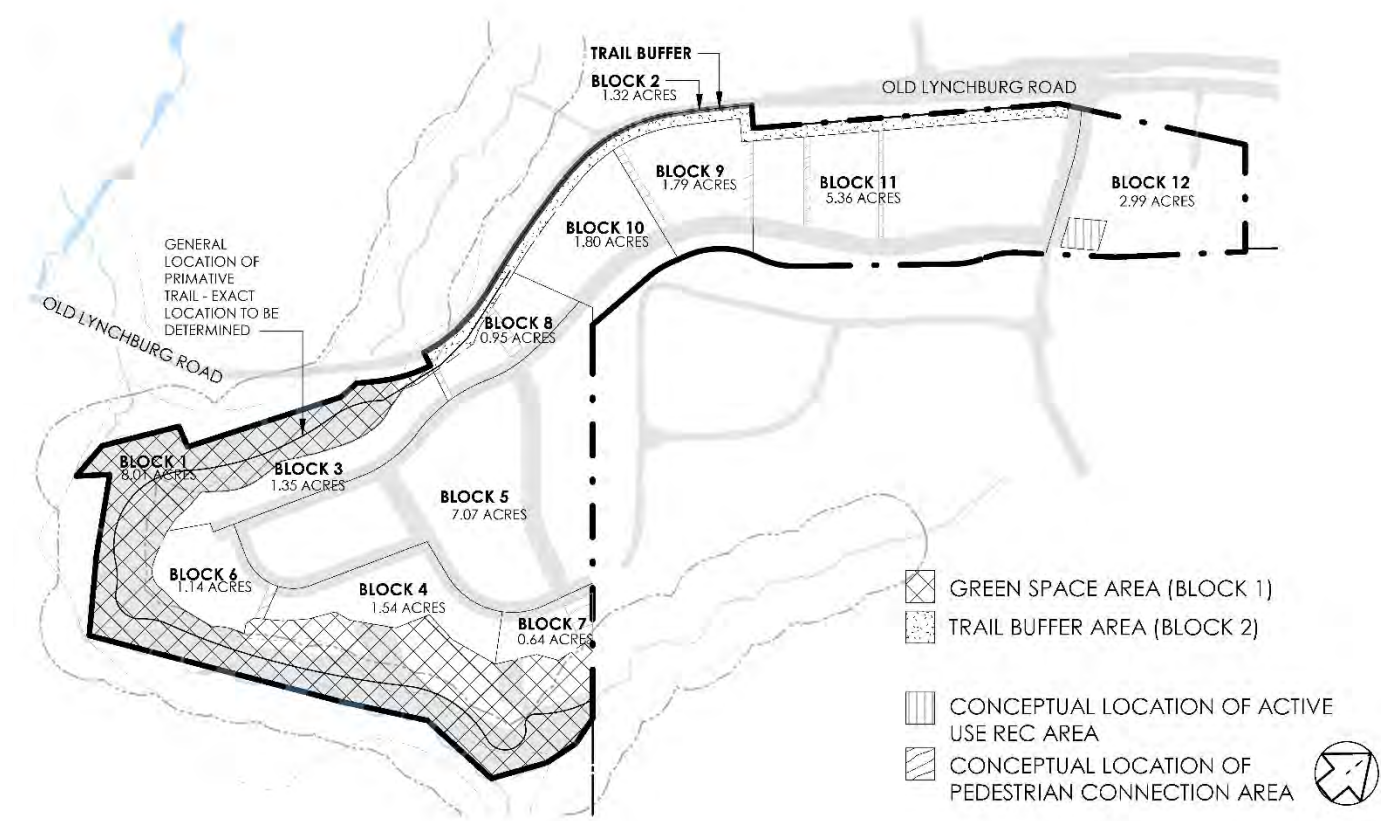 TRAIL BUFFER
BLOCK 2
1.32 ACRES
OLD LYNCHBURG ROAD
BLOCK 9
1.79 ACRES
BLOCK 11
5.36 ACRES
BLOCK 12
2.99 ACRES
BLOCK 10
1.80 ACRES
GENERAL
LOCATION OF
PRIMATIVE
TRAIL - EXACT
LOCATION TO BE
DETERMINED
OLD LYNCHBURG ROAD
BLOCK 8
0.95 ACRES
BLOCK 1
8.01 ACRES
BLOCK 3
1.35 ACRES
BLOCK 5
7.07 ACRES
BLOCK 6
1.14 ACRES
BLOCK 4
1.54 ACRES
BLOCK 7
0.64 ACRES
GREEN SPACE AREA (BLOCK 1)
TRAIL BUFFER AREA (BLOCK 2)
CONCEPTUAL LOCATION OF ACTIVE
USE REC AREA
CONCEPTUAL LOCATION OF
PEDESTRIAN CONNECTION AREA